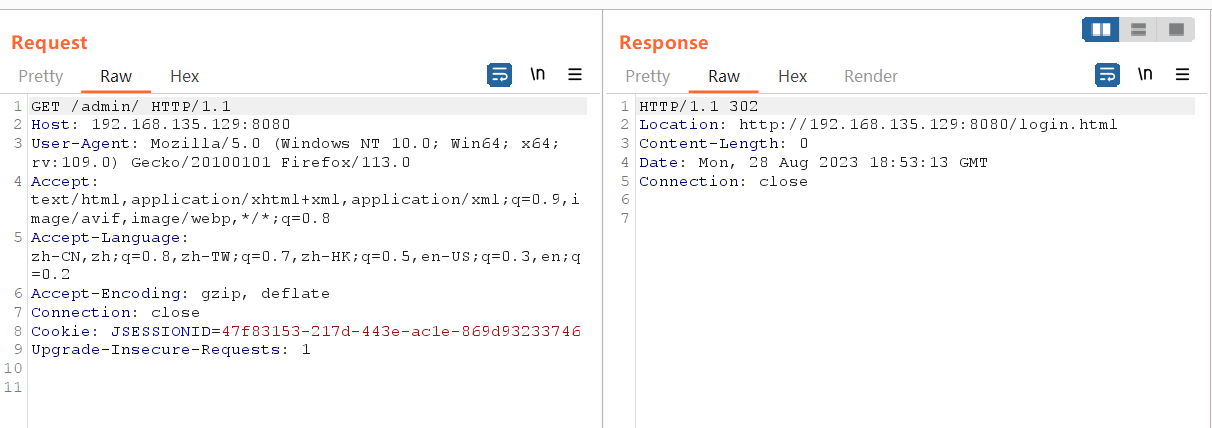 Request
Pretty Raw Hex \n
1 GET /admin/ HTTP/1.1
2 Host: 192.168.135.129:8080
3 User-Agent: Mozilla/5.0 (Windows NT 10.0; Win64; x64;
rv:109.0) Gecko/20100101 Firefox/113.0
4 Accept:
text/html,application/xhtml+xml,application/xml;q=0.9,i
mage/avif,image/webp,*/*;q=0.8
5 Accept-Language:
zh-CN,zh;q=0.8,zh-TW;q=0.7,zh-HK;q=0.5,en-US;q=0.3,en;q
=0.2
6 Accept-Encoding: gzip, deflate
7 Connection: close
8 Cookie: JSESSIONID=47f83153-217d-443e-ac1e-869d93233746
9 Upgrade-Insecure-Requests: 1
10
11
Response
Pretty Raw Hex Render \n
1 HTTP/1.1 302
2 Location: http://192.168.135.129:8080/login.html
3 Content-Length: 0
4 Date: Mon, 28 Aug 2023 18:53:13 GMT
5 Connection: close
6
7